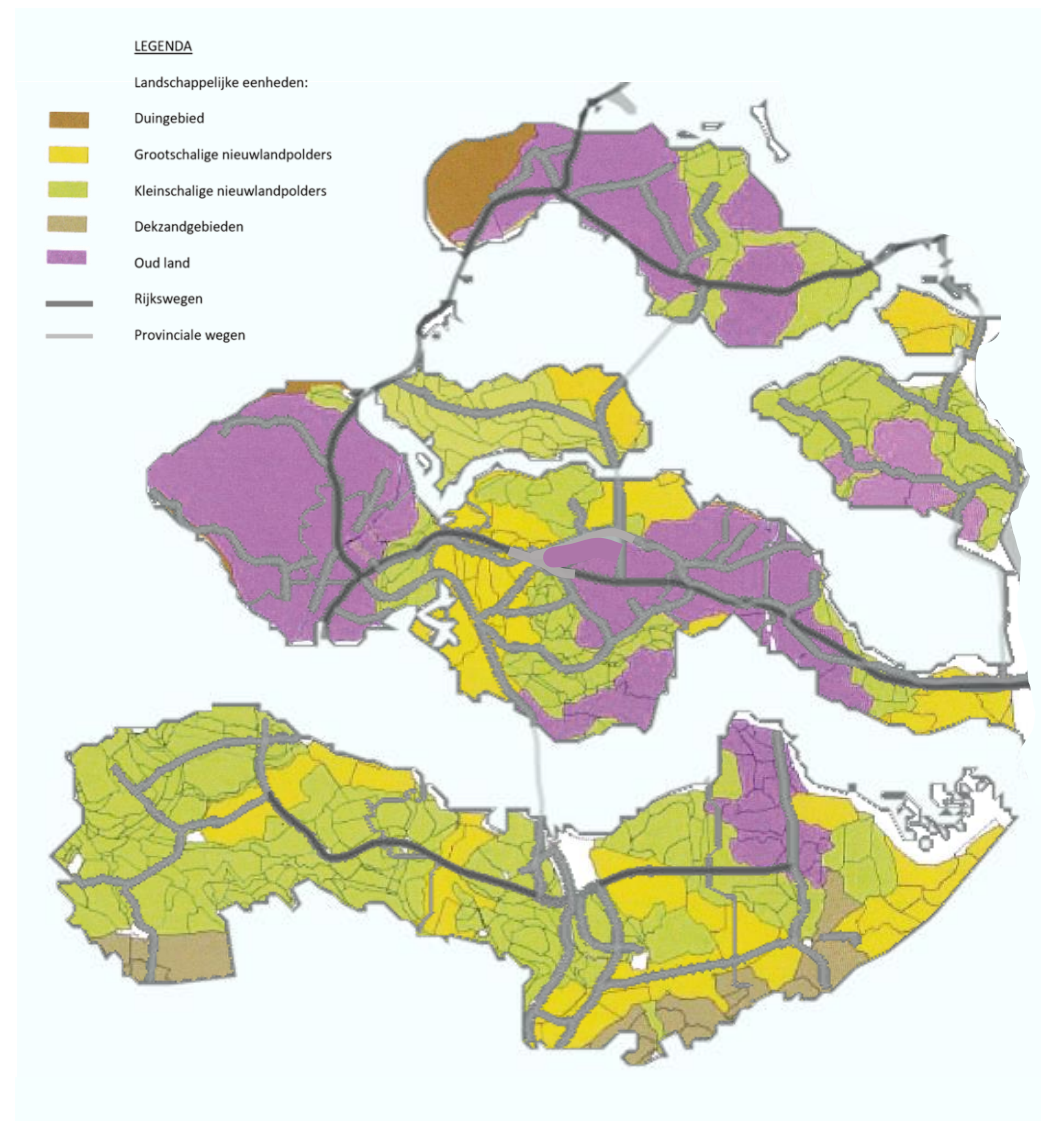 LEGENDA
Landschappelijke eenheden:
Duingebied
Grootschalige nieuwlandpolders
Kleinschalige nieuwlandpolders
Dekzandgebieden
Oud land
Rijkswegen
Provinciale wegen